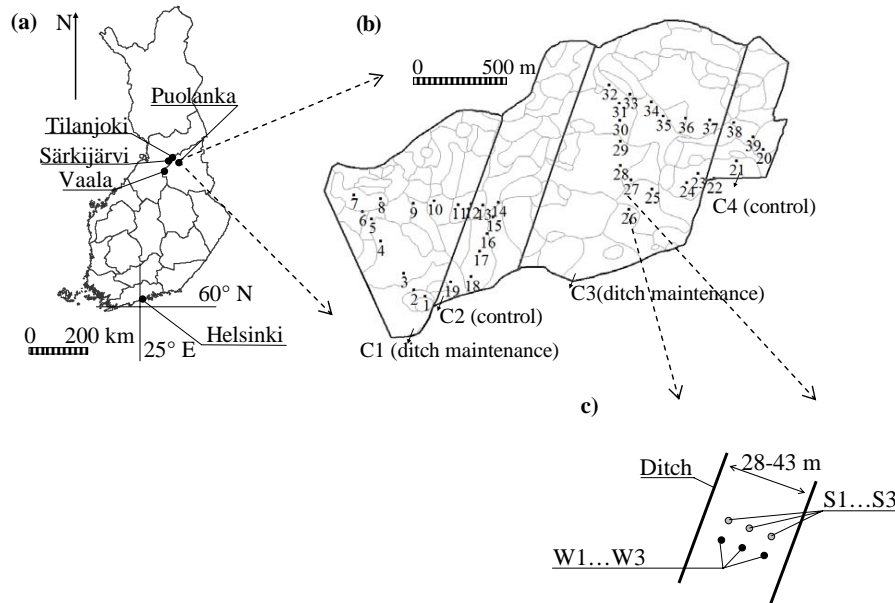 (a)
N
Puolanka
Tilanjoki
Särkijärvi
Vaala
60° N
0 200 km
25° E
Helsinki
(b)
0 500 m
32
33
31
34
35
36
37
38
30
39
20
29
21
28
27
23
24
22
25
26
7
8
9
10
11
12
13
14
6
5
15
4
16
17
3
2
1
19
18
C4 (control)
C3(ditch maintenance)
C2 (control)
C1 (ditch maintenance)
c)
28-43 m
Ditch
S1…S3
W1…W3